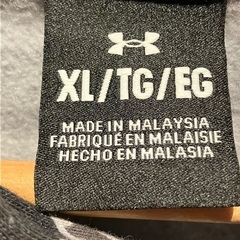 XL/TG/EG
MADE IN MALAYSIA
FABRIQUÉ EN MALAISIE
HECHO EN MALASIA